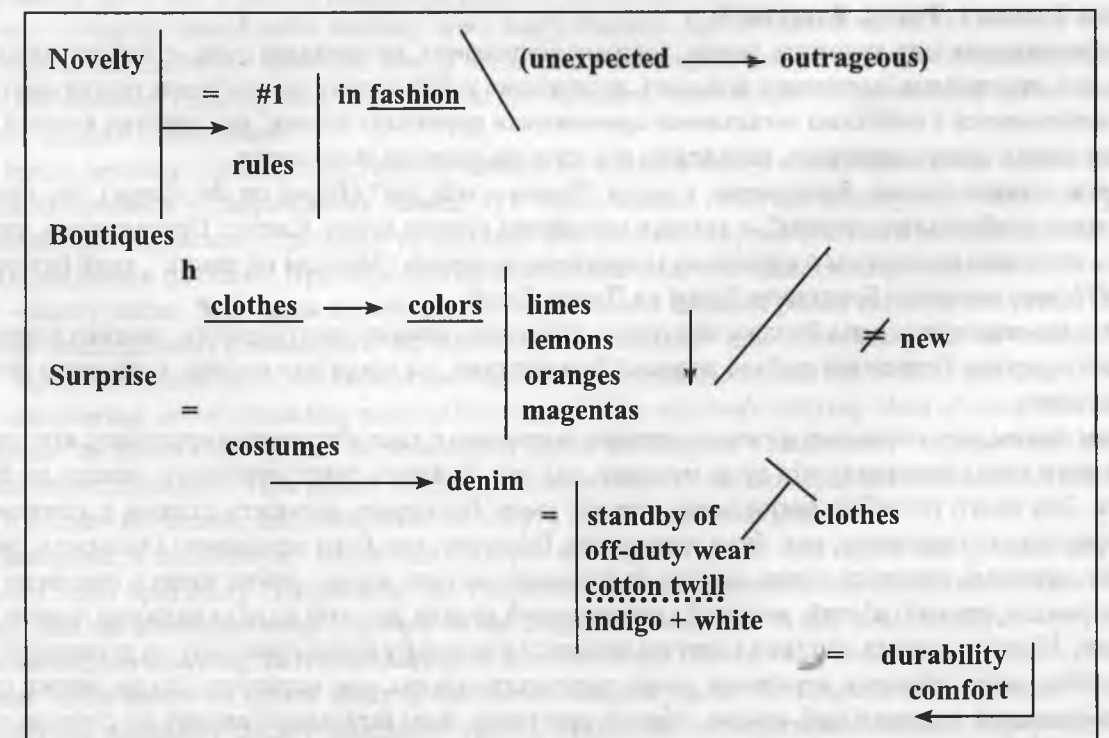 Novelty (unexpected → outrageous)
= #1 in fashion
→ rules
Boutiques
h
clothes → colors limes
lemons ≠ new
Surprise oranges
= magentas
costumes
→ denim
= standby of clothes
off-duty wear
cotton twill
indigo + white
= durability
comfort